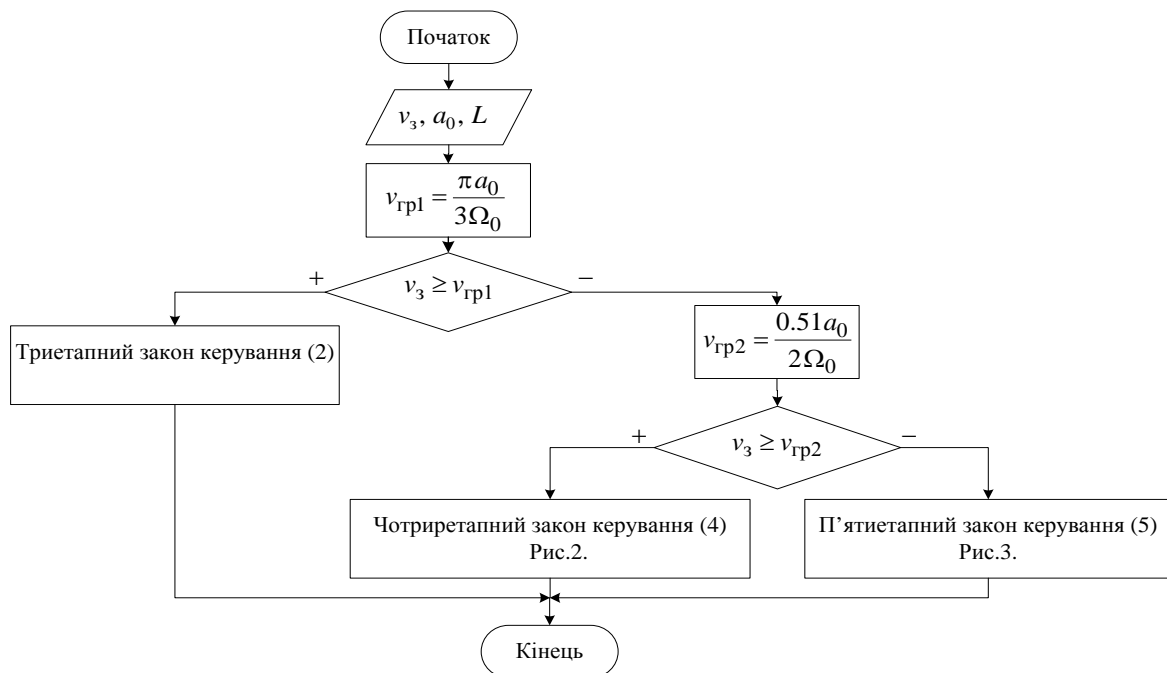 Початок
v_з, a_0, L
v_гр1 = πa_0 / 3Ω_0
+
v_з ≥ v_гр1
−
Триетапний закон керування (2)
v_гр2 = 0.51a_0 / 2Ω_0
+
v_з ≥ v_гр2
−
Чотриретапний закон керування (4)
Рис.2.
П’ятиетапний закон керування (5)
Рис.3.
Кінець